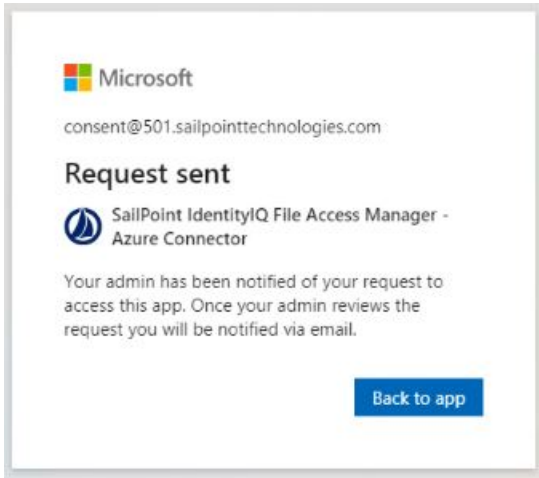 Microsoft
consent@501.sailpointtechnologies.com
Request sent
SailPoint IdentityIQ File Access Manager -
Azure Connector
Your admin has been notified of your request to
access this app. Once your admin reviews the
request you will be notified via email.
Back to app